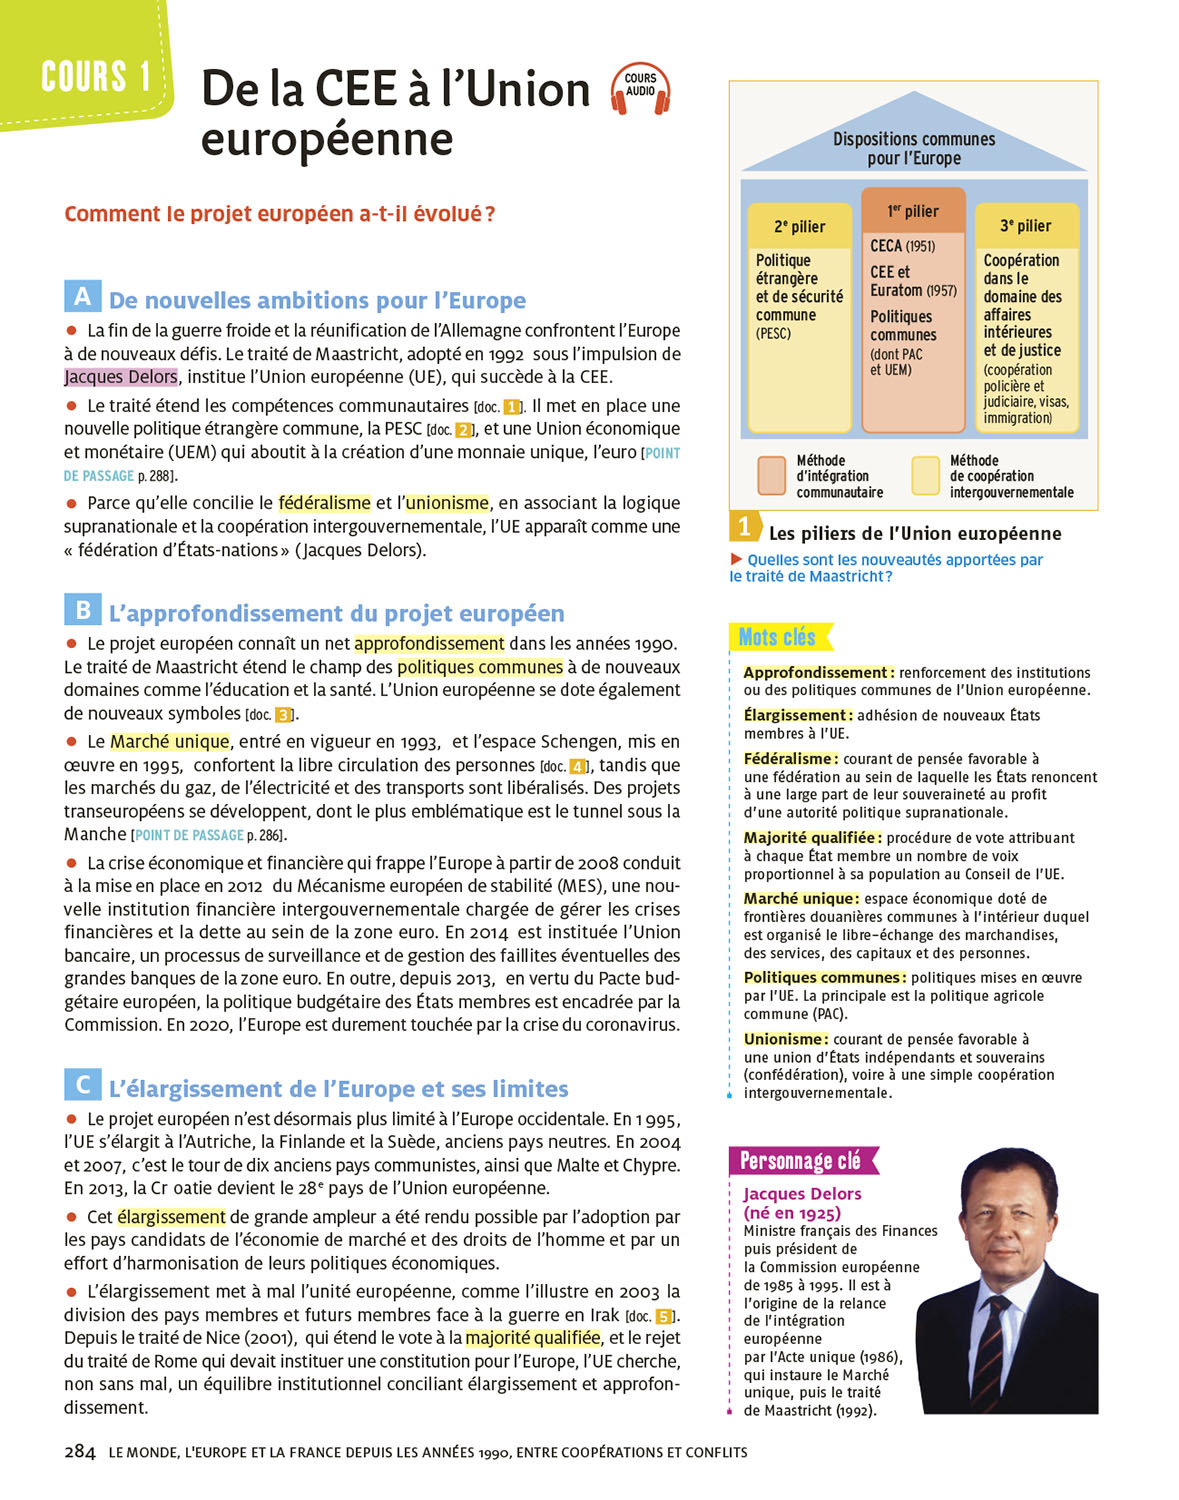 COURS 1
De la CEE à l’Union
européenne
COURS
AUDIO
Comment le projet européen a-t-il évolué ?
A De nouvelles ambitions pour l’Europe
• La fin de la guerre froide et la réunification de l’Allemagne confrontent l’Europe
à de nouveaux défis. Le traité de Maastricht, adopté en 1992 sous l’impulsion de
Jacques Delors, institue l’Union européenne (UE), qui succède à la CEE.
• Le traité étend les compétences communautaires [doc. 1]. Il met en place une
nouvelle politique étrangère commune, la PESC [doc. 2], et une Union économique
et monétaire (UEM) qui aboutit à la création d’une monnaie unique, l’euro [POINT
DE PASSAGE p. 288].
• Parce qu’elle concilie le fédéralisme et l’unionisme, en associant la logique
supranationale et la coopération intergouvernementale, l’UE apparaît comme une
« fédération d’États-nations » (Jacques Delors).
B L’approfondissement du projet européen
• Le projet européen connaît un net approfondissement dans les années 1990.
Le traité de Maastricht étend le champ des politiques communes à de nouveaux
domaines comme l’éducation et la santé. L’Union européenne se dote également
de nouveaux symboles [doc. 3].
• Le Marché unique, entré en vigueur en 1993, et l’espace Schengen, mis en
œuvre en 1995, confortent la libre circulation des personnes [doc. 4], tandis que
les marchés du gaz, de l’électricité et des transports sont libéralisés. Des projets
transeuropéens se développent, dont le plus emblématique est le tunnel sous la
Manche [POINT DE PASSAGE p. 286].
• La crise économique et financière qui frappe l’Europe à partir de 2008 conduit
à la mise en place en 2012 du Mécanisme européen de stabilité (MES), une nou-
velle institution financière intergouvernementale chargée de gérer les crises
financières et la dette au sein de la zone euro. En 2014 est instituée l’Union
bancaire, un processus de surveillance et de gestion des faillites éventuelles des
grandes banques de la zone euro. En outre, depuis 2013, en vertu du Pacte bud-
gétaire européen, la politique budgétaire des États membres est encadrée par la
Commission. En 2020, l’Europe est durement touchée par la crise du coronavirus.
C L’élargissement de l’Europe et ses limites
• Le projet européen n’est désormais plus limité à l’Europe occidentale. En 1 995,
l’UE s’élargit à l’Autriche, la Finlande et la Suède, anciens pays neutres. En 2004
et 2007, c’est le tour de dix anciens pays communistes, ainsi que Malte et Chypre.
En 2013, la Cr oatie devient le 28e pays de l’Union européenne.
• Cet élargissement de grande ampleur a été rendu possible par l’adoption par
les pays candidats de l’économie de marché et des droits de l’homme et par un
effort d’harmonisation de leurs politiques économiques.
• L’élargissement met à mal l’unité européenne, comme l’illustre en 2003 la
division des pays membres et futurs membres face à la guerre en Irak [doc. 5].
Depuis le traité de Nice (2001), qui étend le vote à la majorité qualifiée, et le rejet
du traité de Rome qui devait instituer une constitution pour l’Europe, l’UE cherche,
non sans mal, un équilibre institutionnel conciliant élargissement et approfon-
dissement.
Dispositions communes
pour l’Europe
2e pilier
Politique
étrangère
et de sécurité
commune
(PESC)
1er pilier
CECA (1951)
CEE et
Euratom (1957)
Politiques
communes
(dont PAC
et UEM)
3e pilier
Coopération
dans le
domaine des
affaires
intérieures
et de justice
(coopération
policière et
judiciaire, visas,
immigration)
Méthode
d’intégration
communautaire
Méthode
de coopération
intergouvernementale
1 Les piliers de l’Union européenne
▶ Quelles sont les nouveautés apportées par
le traité de Maastricht ?
Mots clés
Approfondissement : renforcement des institutions
ou des politiques communes de l’Union européenne.
Élargissement : adhésion de nouveaux États
membres à l’UE.
Fédéralisme : courant de pensée favorable à
une fédération au sein de laquelle les États renoncent
à une large part de leur souveraineté au profit
d’une autorité politique supranationale.
Majorité qualifiée : procédure de vote attribuant
à chaque État membre un nombre de voix
proportionnel à sa population au Conseil de l’UE.
Marché unique : espace économique doté de
frontières douanières communes à l’intérieur duquel
est organisé le libre-échange des marchandises,
des services, des capitaux et des personnes.
Politiques communes : politiques mises en œuvre
par l’UE. La principale est la politique agricole
commune (PAC).
Unionisme : courant de pensée favorable à
une union d’États indépendants et souverains
(confédération), voire à une simple coopération
intergouvernementale.
Personnage clé
Jacques Delors
(né en 1925)
Ministre français des Finances
puis président de
la Commission européenne
de 1985 à 1995. Il est à
l’origine de la relance
de l’intégration
européenne
par l’Acte unique (1986),
qui instaure le Marché
unique, puis le traité
de Maastricht (1992).
284 LE MONDE, L'EUROPE ET LA FRANCE DEPUIS LES ANNÉES 1990, ENTRE COOPÉRATIONS ET CONFLITS